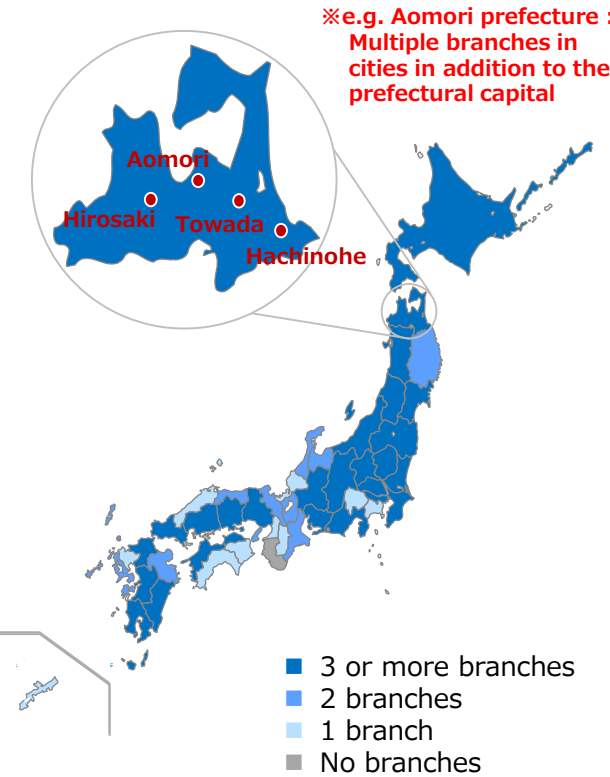 ※e.g. Aomori prefecture :
Multiple branches in
cities in addition to the
prefectural capital
Aomori
Hirosaki
Towada
Hachinohe
3 or more branches
2 branches
1 branch
No branches